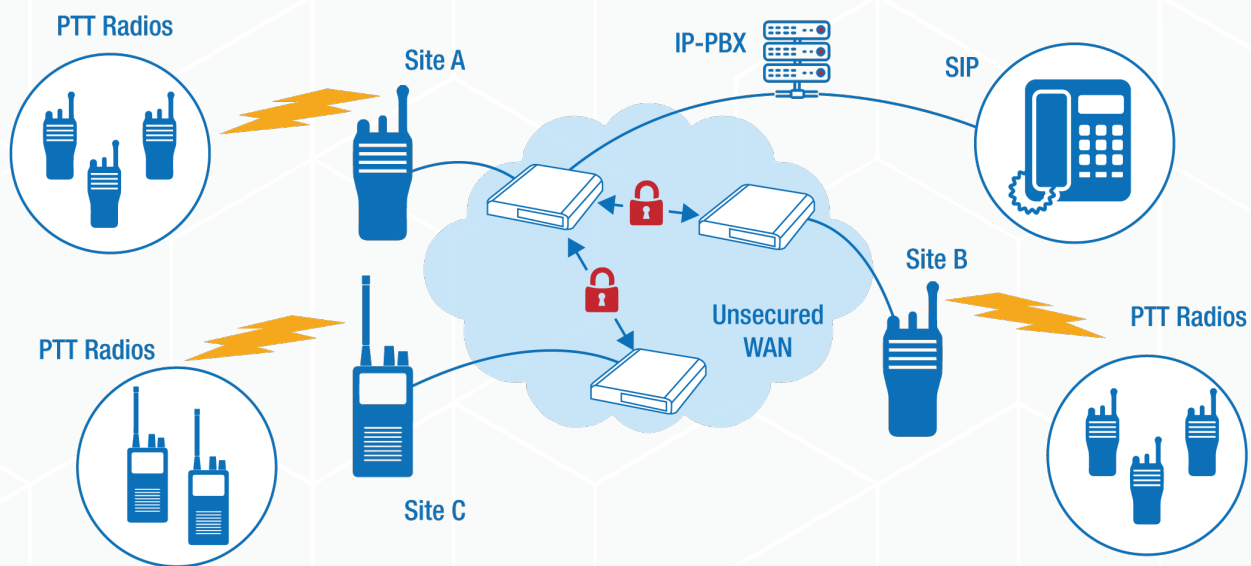 PTT Radios
Site A
IP-PBX
SIP
Site B
Unsecured
WAN
PTT Radios
PTT Radios
Site C